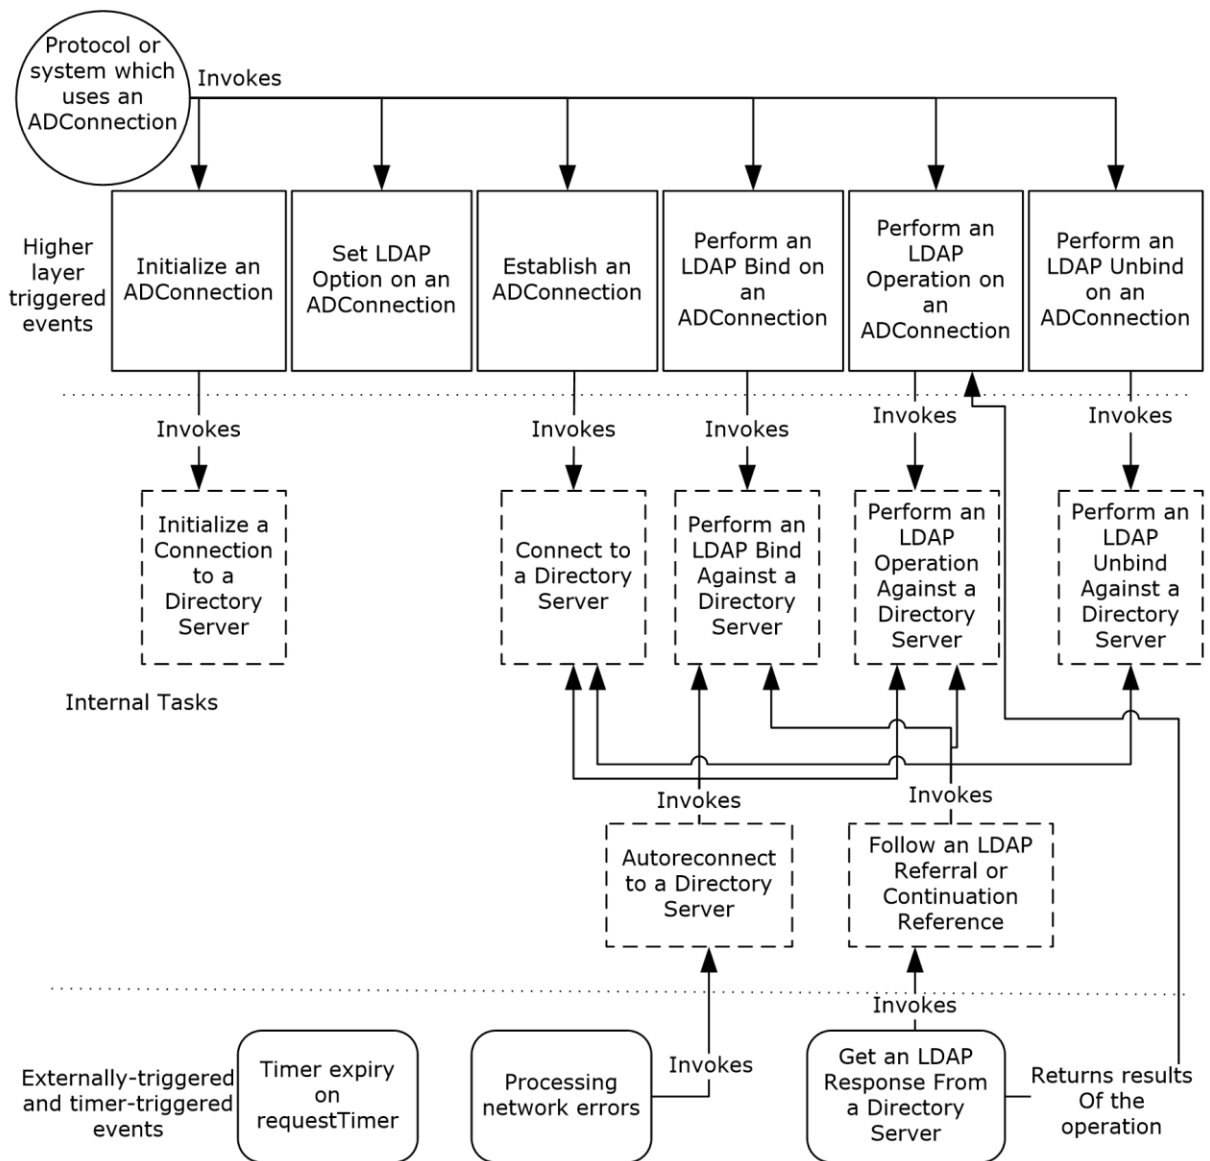 Protocol or
system which
uses an
ADConnection
Invokes
Higher
layer
triggered
events
Initialize an
ADConnection
Set LDAP
Option on an
ADConnection
Establish an
ADConnection
Perform an
LDAP Bind on
an
ADConnection
Perform an
LDAP
Operation on
an
ADConnection
Perform an
LDAP Unbind
on an
ADConnection
Invokes
Invokes
Invokes
Invokes
Invokes
Initialize a
Connection
to a
Directory
Server
Connect to
a Directory
Server
Perform an
LDAP Bind
Against a
Directory
Server
Perform an
LDAP
Operation
Against a
Directory
Server
Perform an
LDAP
Unbind
Against a
Directory
Server
Internal Tasks
Invokes
Invokes
Autoreconnect
to a Directory
Server
Follow an LDAP
Referral or
Continuation
Reference
Invokes
Externally-triggered
and timer-triggered
events
Timer expiry
on
requestTimer
Processing
network errors
Invokes
Get an LDAP
Response From
a Directory
Server
Returns results
Of the
operation